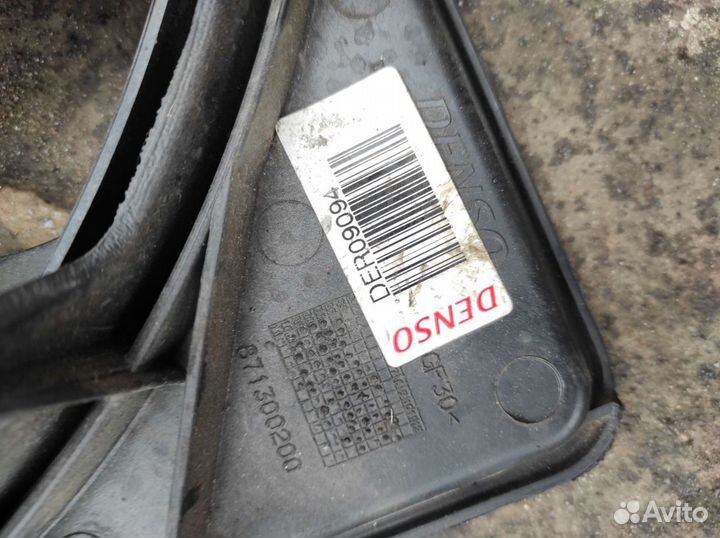 DENSO
DER09094
DENSO
GF30<
871300200
Avito